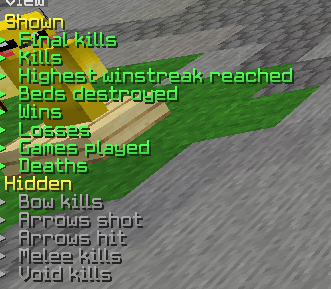 View
Shown
Final kills
Kills
Highest winstreak reached
Beds destroyed
Wins
Losses
Games played
Deaths
Hidden
Bow kills
Arrows shot
Arrows hit
Melee kills
Void kills